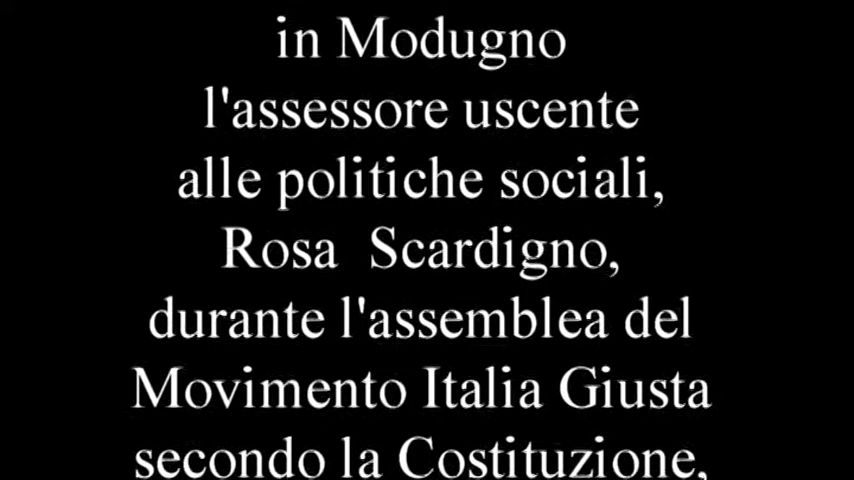 in Modugno
l'assessore uscente
alle politiche sociali,
Rosa  Scardigno,
durante l'assemblea del
Movimento Italia Giusta
secondo la Costituzione,